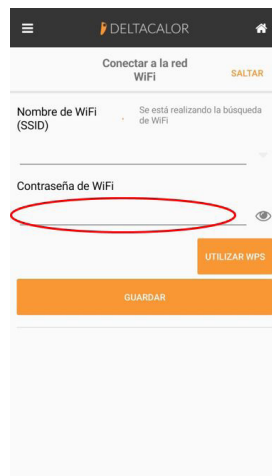 DELTACALOR
Conectar a la red
WiFi
SALTAR
Nombre de WiFi
(SSID)
Se está realizando la búsqueda
de WiFi
Contraseña de WiFi
UTILIZAR WPS
GUARDAR